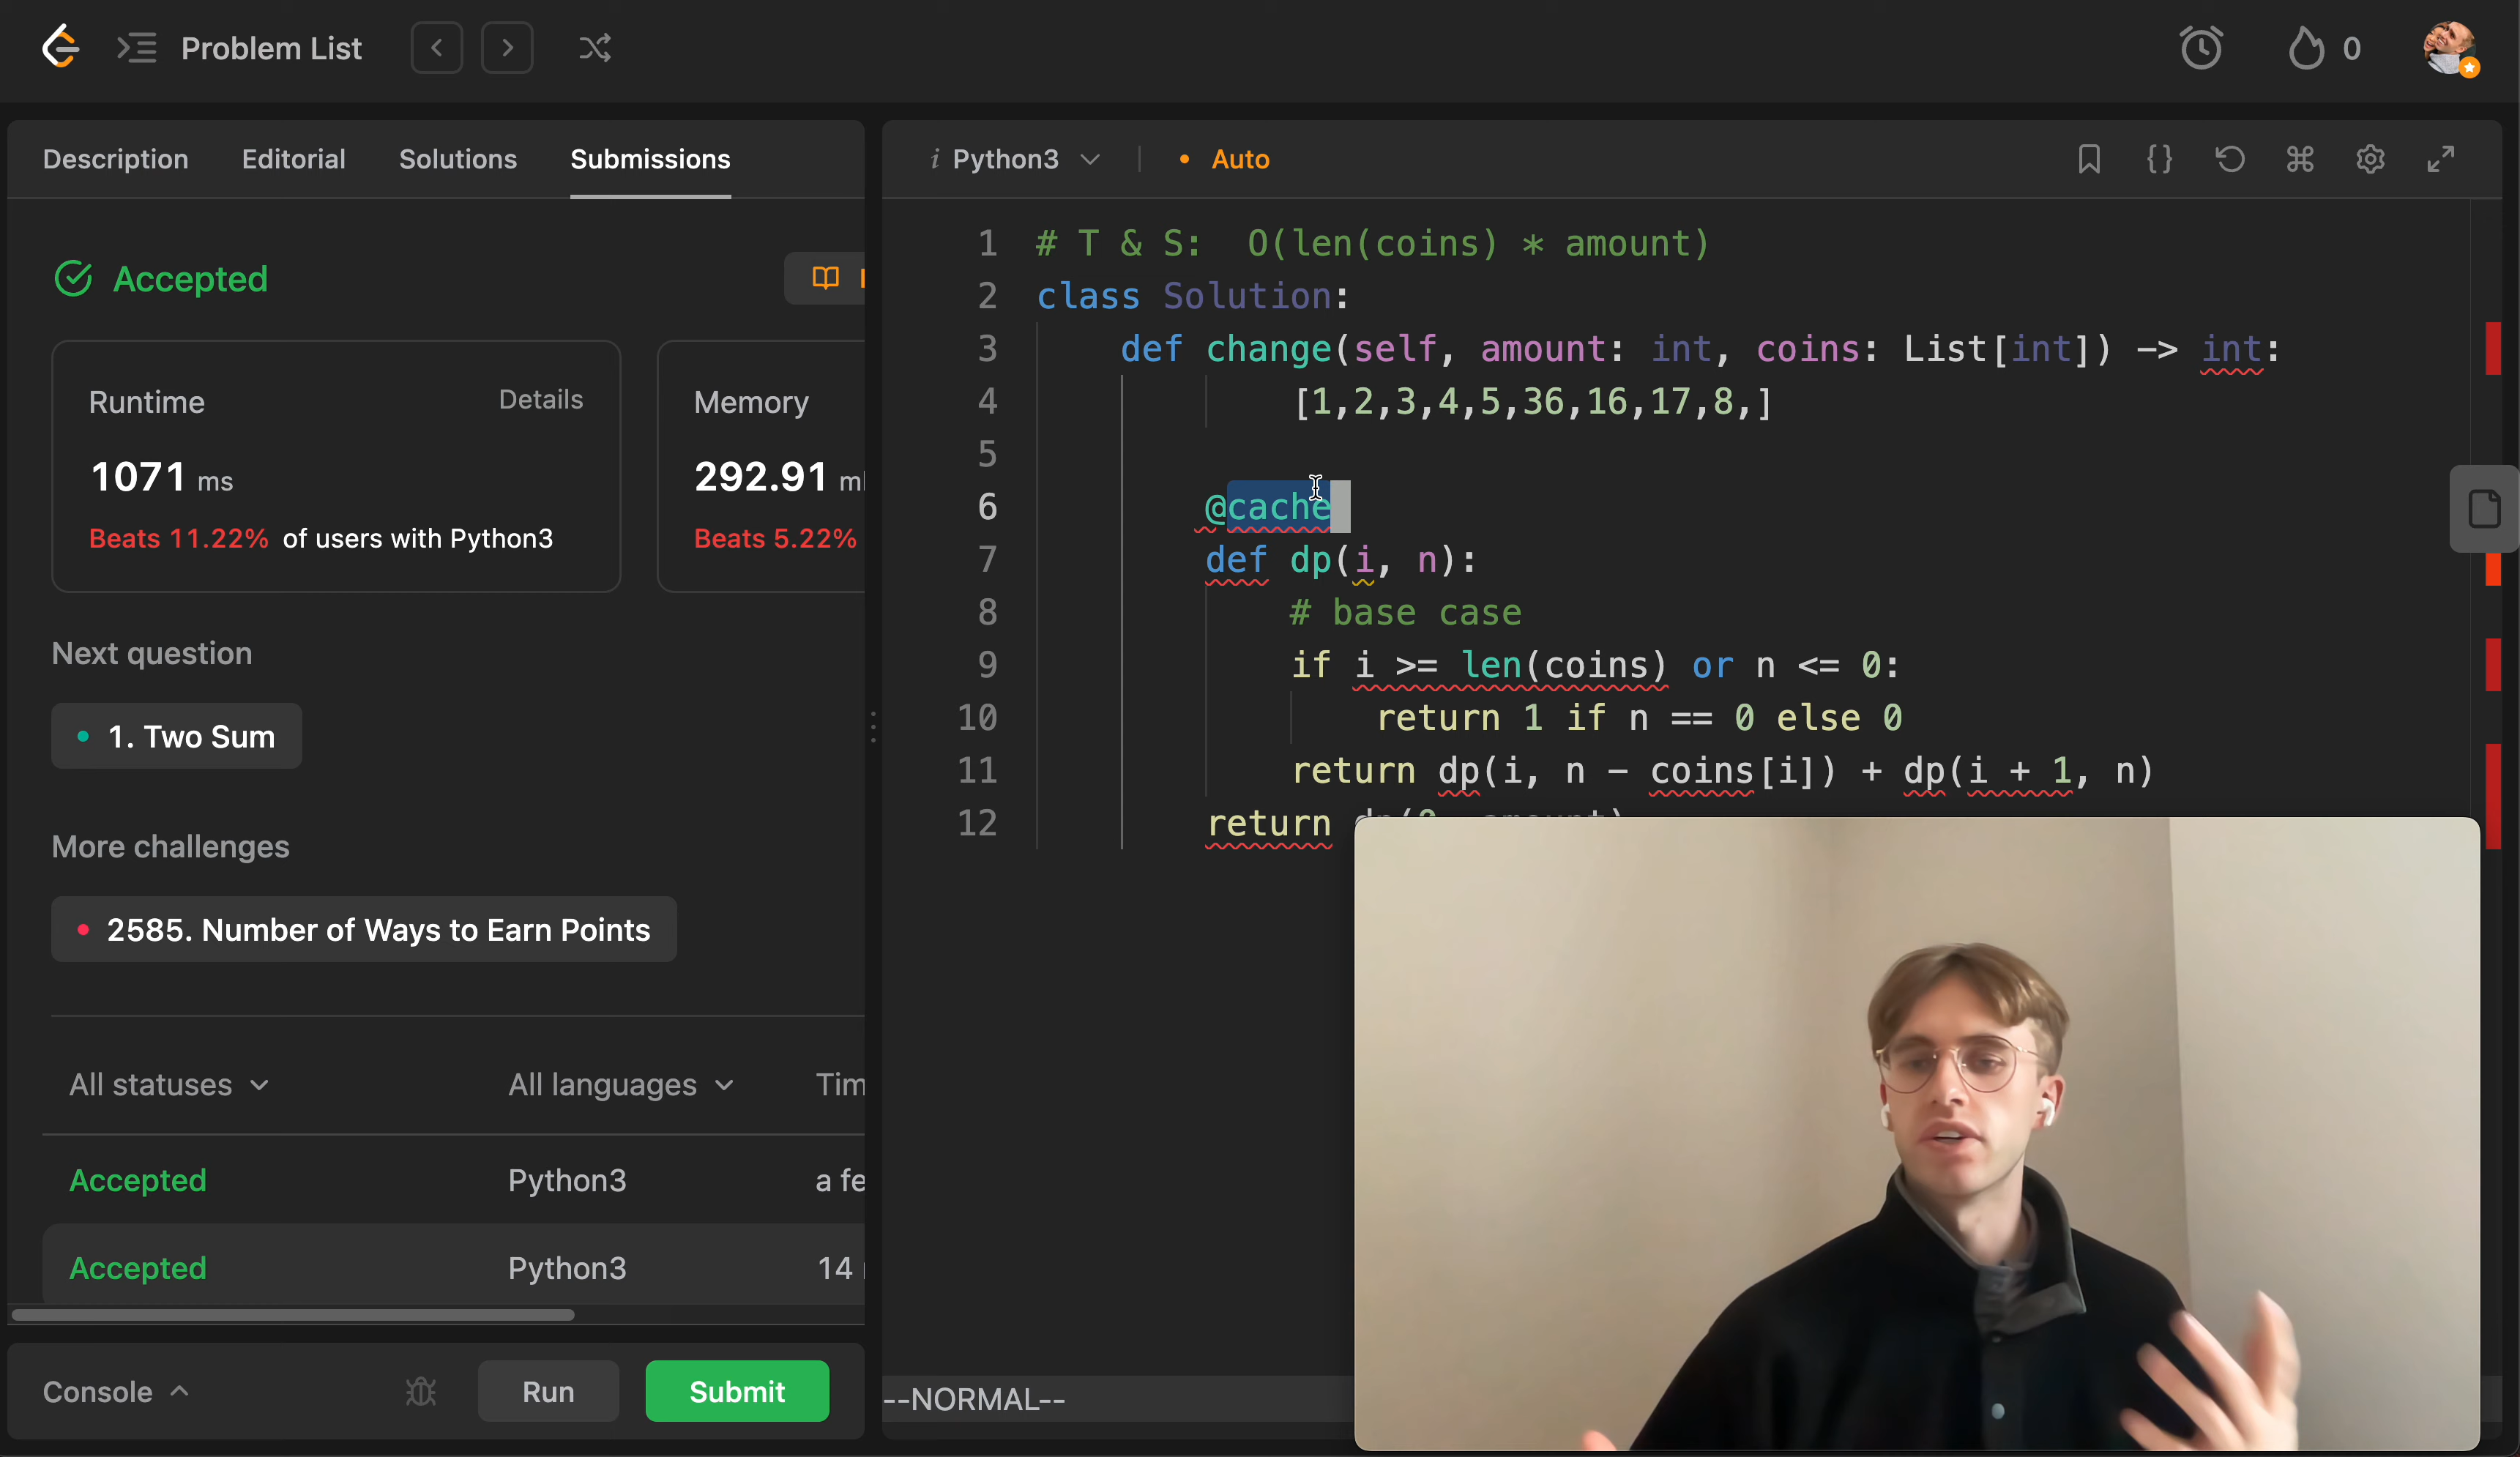 Problem List
0
Description Editorial Solutions Submissions
Accepted
Runtime Details
1071 ms
Beats 11.22% of users with Python3
Memory
292.91
Beats 5.22%
Next question
1. Two Sum
More challenges
2585. Number of Ways to Earn Points
All statuses All languages Tim
Accepted Python3 a fe
Accepted Python3 14
Console Run Submit
i Python3 Auto
1 # T & S: O(len(coins) * amount)
2 class Solution:
3 def change(self, amount: int, coins: List[int]) -> int:
4 [1,2,3,4,5,36,16,17,8,]
5
6 @cache
7 def dp(i, n):
8 # base case
9 if i >= len(coins) or n <= 0:
10 return 1 if n == 0 else 0
11 return dp(i, n - coins[i]) + dp(i + 1, n)
12 return dp(0, amount)
--NORMAL--